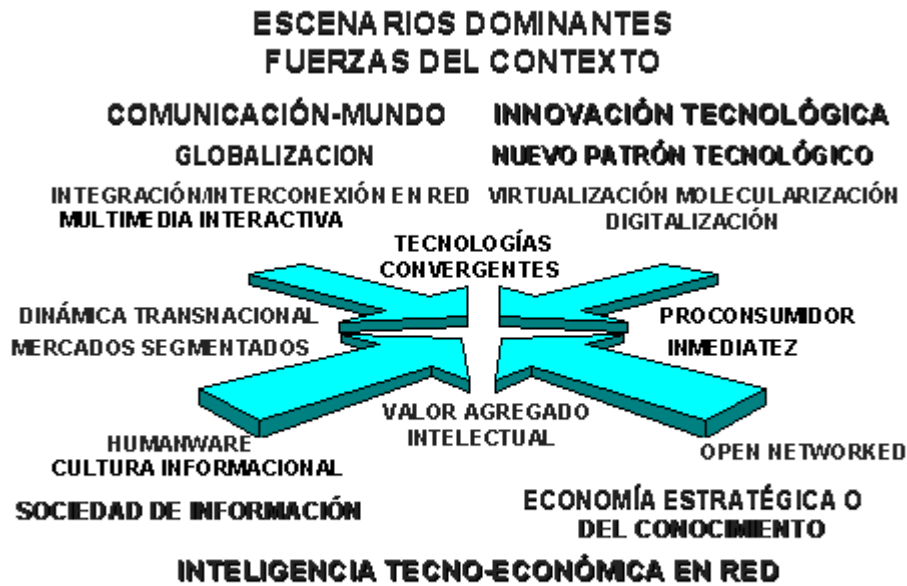 ESCENARIOS DOMINANTES
FUERZAS DEL CONTEXTO
COMUNICACIÓN-MUNDO
INNOVACIÓN TECNOLÓGICA
GLOBALIZACION
NUEVO PATRÓN TECNOLÓGICO
INTEGRACIÓN/INTERCONEXIÓN EN RED
MULTIMEDIA INTERACTIVA
VIRTUALIZACIÓN MOLECULARIZACIÓN
DIGITALIZACIÓN
TECNOLOGÍAS
CONVERGENTES
DINÁMICA TRANSNACIONAL
MERCADOS SEGMENTADOS
PROCONSUMIDOR
INMEDIATEZ
VALOR AGREGADO
INTELECTUAL
HUMANWARE
CULTURA INFORMACIONAL
OPEN NETWORKED
SOCIEDAD DE INFORMACIÓN
ECONOMÍA ESTRATÉGICA O
DEL CONOCIMIENTO
INTELIGENCIA TECNO-ECONÓMICA EN RED